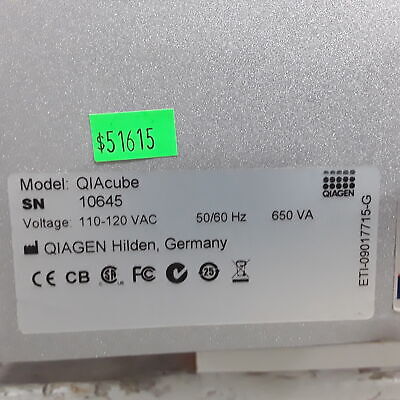 $51615
Model: QIAcube
SN 10645
Voltage: 110-120 VAC 50/60 Hz 650 VA
QIAGEN Hilden, Germany
CE CB FC 25
QIAGEN
ETI-09017715-G